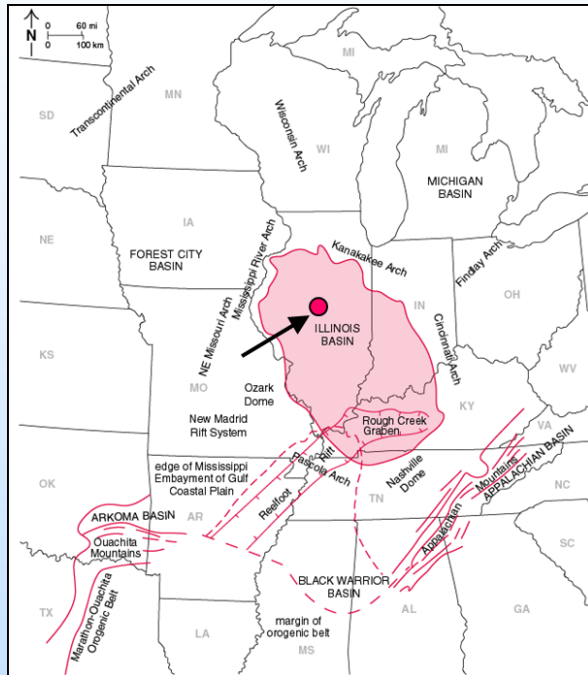 N
0 60 mi
0 100 km
MI
MN
SD
Transcontinental Arch
Wisconsin Arch
WI
MI
MICHIGAN
BASIN
IA
NE
FOREST CITY
BASIN
Mississippi River Arch
Kanakakee Arch
Findlay Arch
OH
IN
NE Missouri Arch
ILLINOIS
BASIN
Cincinnati Arch
KS
MO
Ozark
Dome
WV
KY
New Madrid
Rift System
Rough Creek
Graben
VA
edge of Mississippi
Embayment of Gulf
Coastal Plain
Reelfoot Rift
Pascola Arch
Nashville
Dome
TN
Appalachian Mountains
APPALACHIAN BASIN
NC
OK
ARKOMA BASIN
AR
Ouachita
Mountains
SC
BLACK WARRIOR
BASIN
AL
GA
TX
Marathon-Ouachita
Orogenic Belt
LA
margin of
orogenic belt
MS